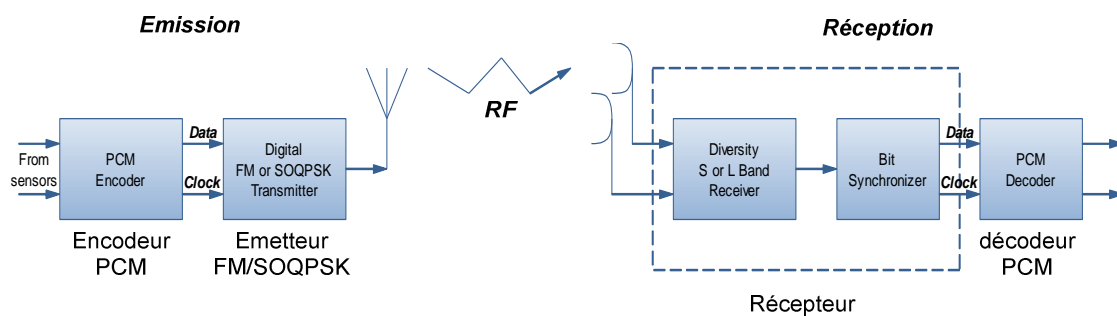 Emission
Réception
RF
From
sensors
PCM
Encoder
Data
Clock
Digital
FM or SOQPSK
Transmitter
Diversity
S or L Band
Receiver
Bit
Synchronizer
Data
Clock
PCM
Decoder
Encodeur
PCM
Emetteur
FM/SOQPSK
décodeur
PCM
Récepteur